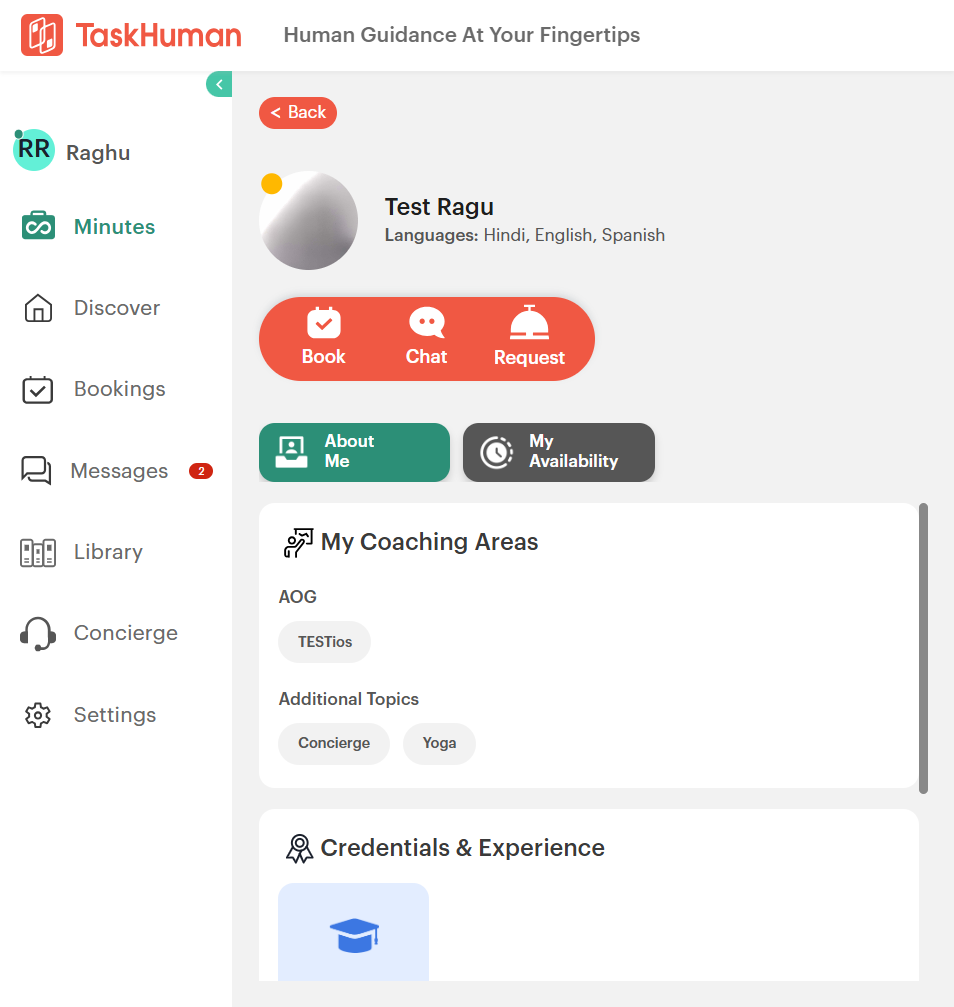 TaskHuman
Human Guidance At Your Fingertips
< Back
RR
Raghu
Minutes
Discover
Bookings
Messages
2
Library
Concierge
Settings
Test Ragu
Languages: Hindi, English, Spanish
Book
Chat
Request
About
Me
My
Availability
My Coaching Areas
AOG
TESTios
Additional Topics
Concierge
Yoga
Credentials & Experience